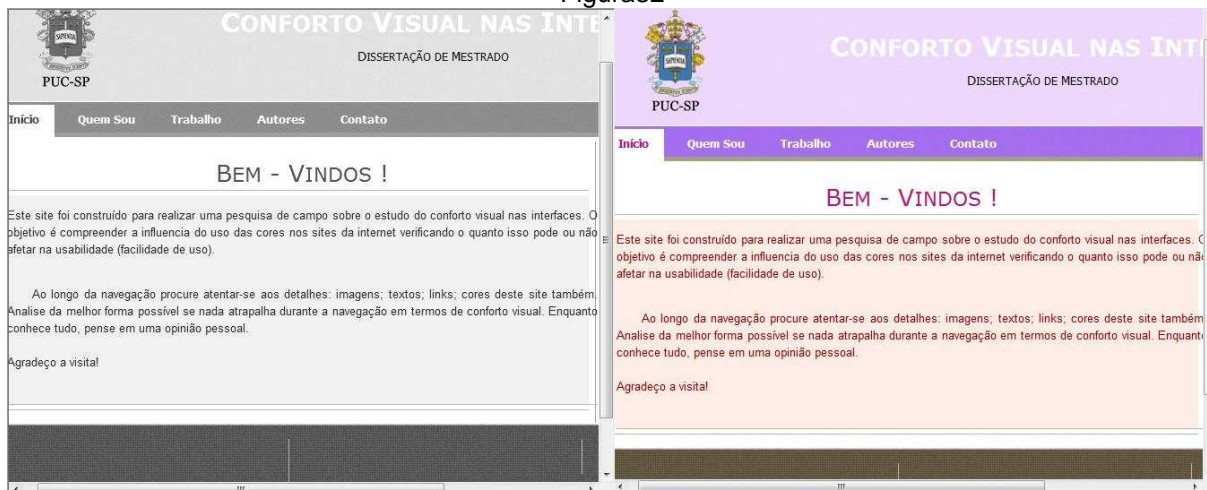 CONFORTO VISUAL NAS INTE
DISSERTAÇÃO DE MESTRADO
SAPIENTIA
PUC-SP
Início Quem Sou Trabalho Autores Contato
BEM - VINDOS !
Este site foi construído para realizar uma pesquisa de campo sobre o estudo do conforto visual nas interfaces. O
objetivo é compreender a influencia do uso das cores nos sites da internet verificando o quanto isso pode ou não
afetar na usabilidade (facilidade de uso).
Ao longo da navegação procure atentar-se aos detalhes: imagens; textos; links; cores deste site também.
Analise da melhor forma possível se nada atrapalha durante a navegação em termos de conforto visual. Enquanto
conhece tudo, pense em uma opinião pessoal.
Agradeço a visita!
CONFORTO VISUAL NAS INT
DISSERTAÇÃO DE MESTRADO
SAPIENTIA
PUC-SP
Início Quem Sou Trabalho Autores Contato
BEM - VINDOS !
Este site foi construído para realizar uma pesquisa de campo sobre o estudo do conforto visual nas interfaces.
objetivo é compreender a influencia do uso das cores nos sites da internet verificando o quanto isso pode ou nã
afetar na usabilidade (facilidade de uso).
Ao longo da navegação procure atentar-se aos detalhes: imagens; textos; links; cores deste site também
Analise da melhor forma possível se nada atrapalha durante a navegação em termos de conforto visual. Enquant
conhece tudo, pense em uma opinião pessoal.
Agradeço a visita!